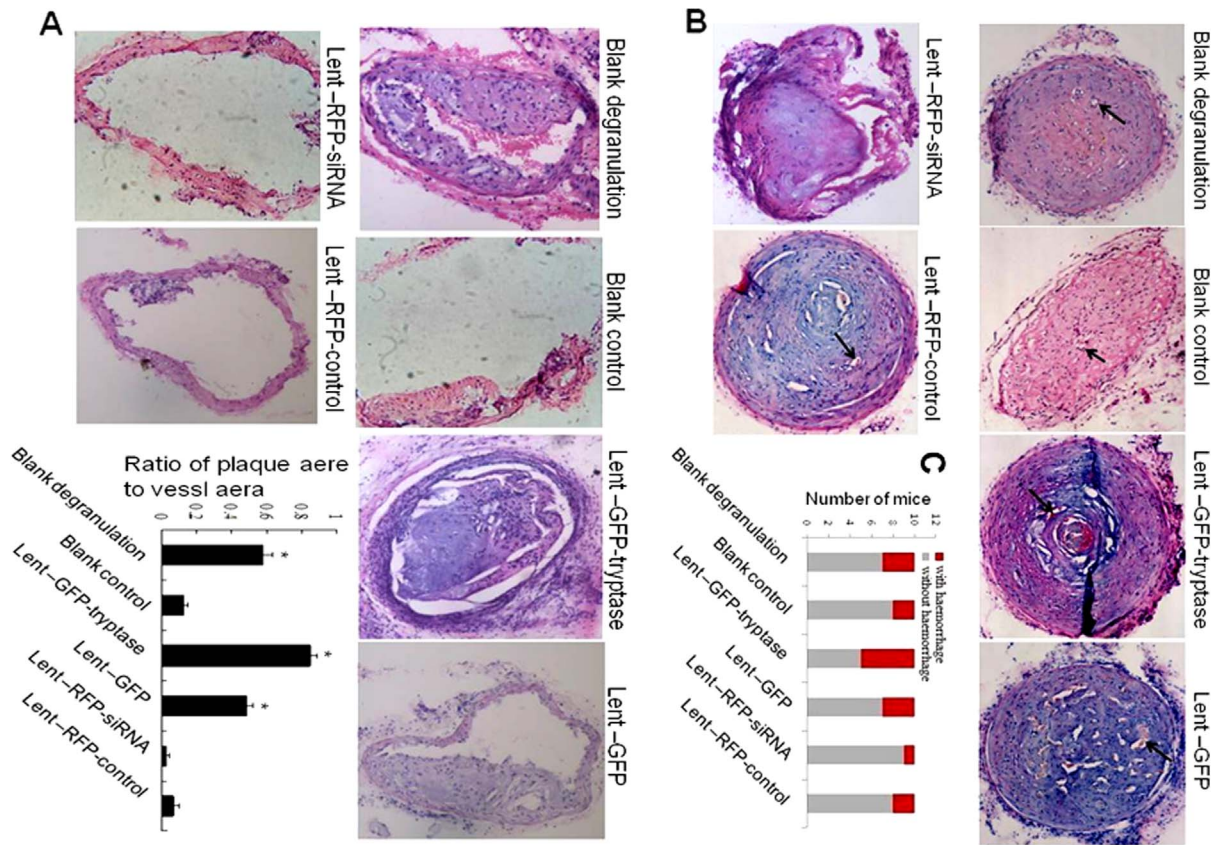 A
Lent –RFP-siRNA
Blank degranulation
Lent –RFP-control
Blank control
Lent –GFP-tryptase
Lent –GFP
Ratio of plaque aere
to vessl aera
0
0.2
0.4
0.6
0.8
1
*
*
*
Blank degranulation
Blank control
Lent –GFP-tryptase
Lent –GFP
Lent –RFP-siRNA
Lent –RFP-control
B
Lent –RFP-siRNA
Blank degranulation
Lent –RFP-control
Blank control
Lent –GFP-tryptase
Lent –GFP
C
Number of mice
0
2
4
6
8
10
12
with haemorrhage
without haemorrhage
Blank degranulation
Blank control
Lent –GFP-tryptase
Lent –GFP
Lent –RFP-siRNA
Lent –RFP-control